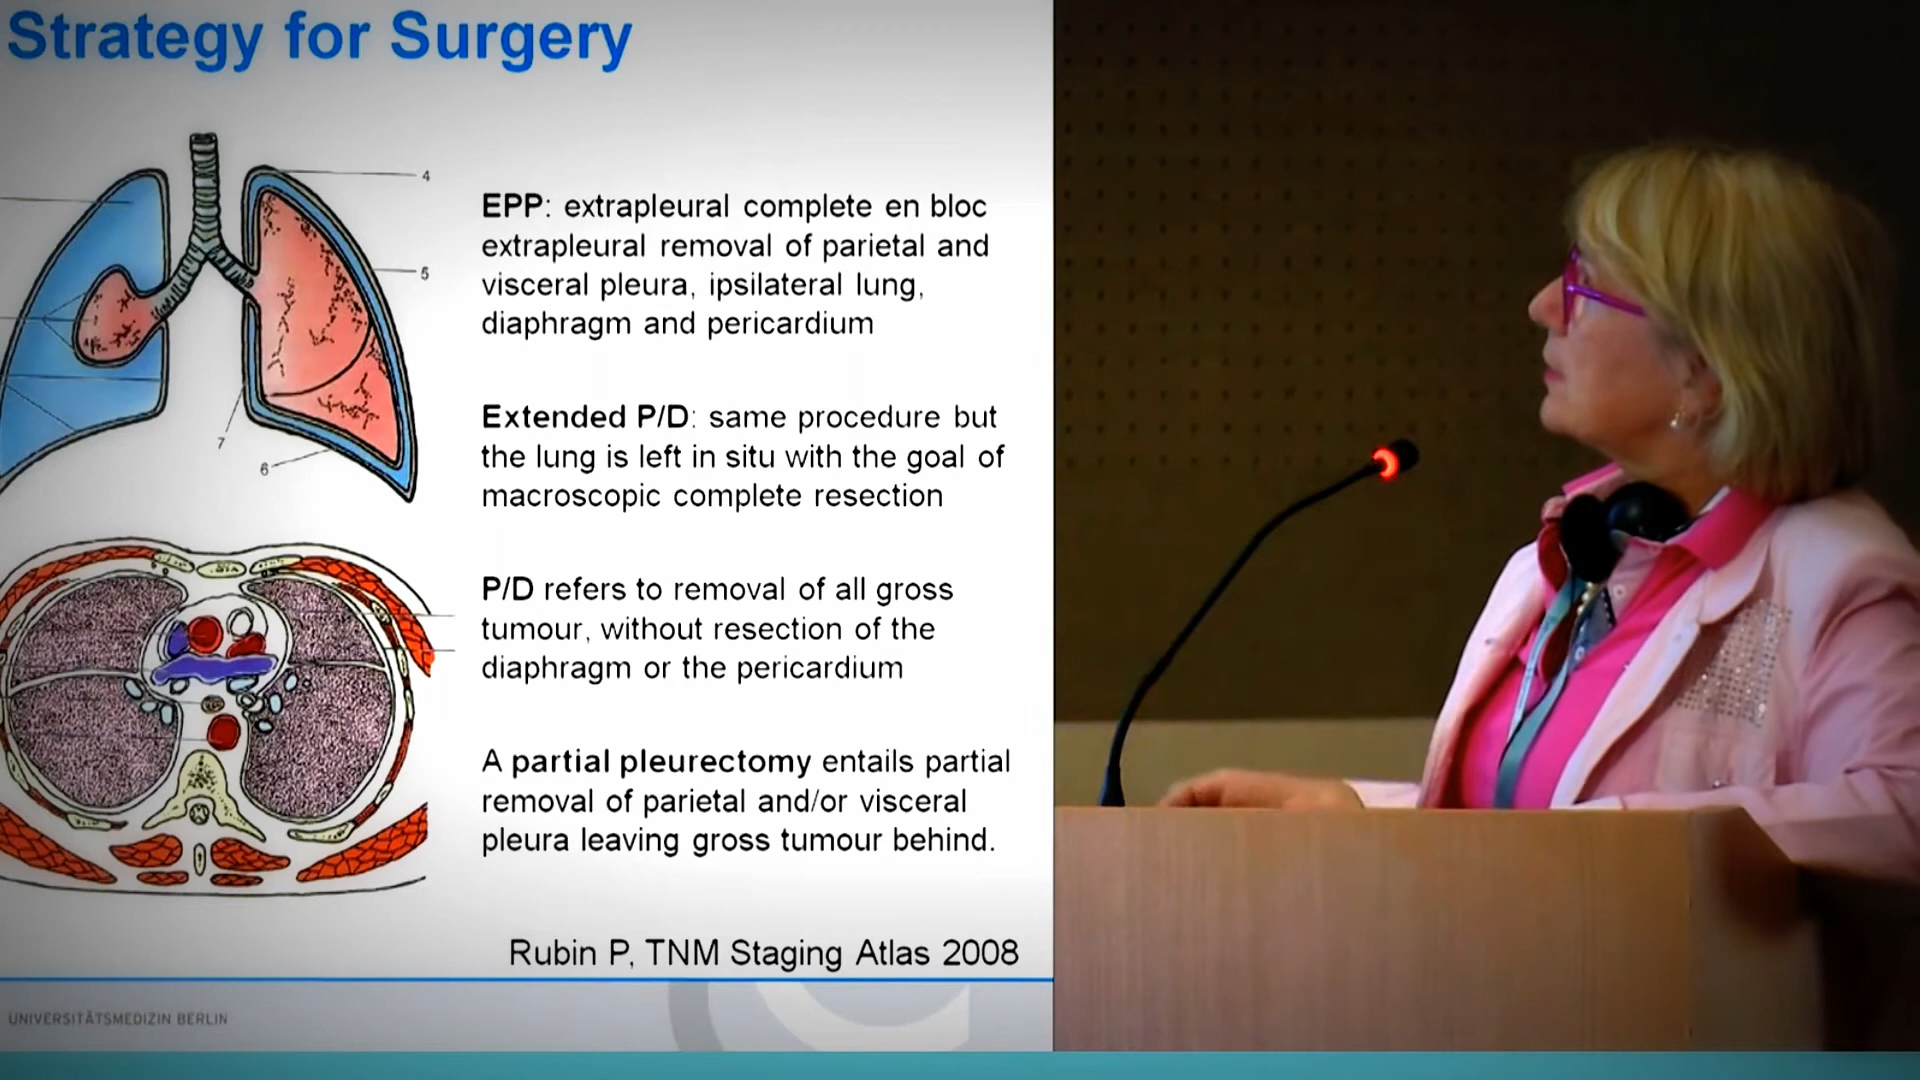 Strategy for Surgery
4
5
7
6
EPP: extrapleural complete en bloc
extrapleural removal of parietal and
visceral pleura, ipsilateral lung,
diaphragm and pericardium
Extended P/D: same procedure but
the lung is left in situ with the goal of
macroscopic complete resection
P/D refers to removal of all gross
tumour, without resection of the
diaphragm or the pericardium
A partial pleurectomy entails partial
removal of parietal and/or visceral
pleura leaving gross tumour behind.
Rubin P, TNM Staging Atlas 2008
UNIVERSITÄTSMEDIZIN BERLIN